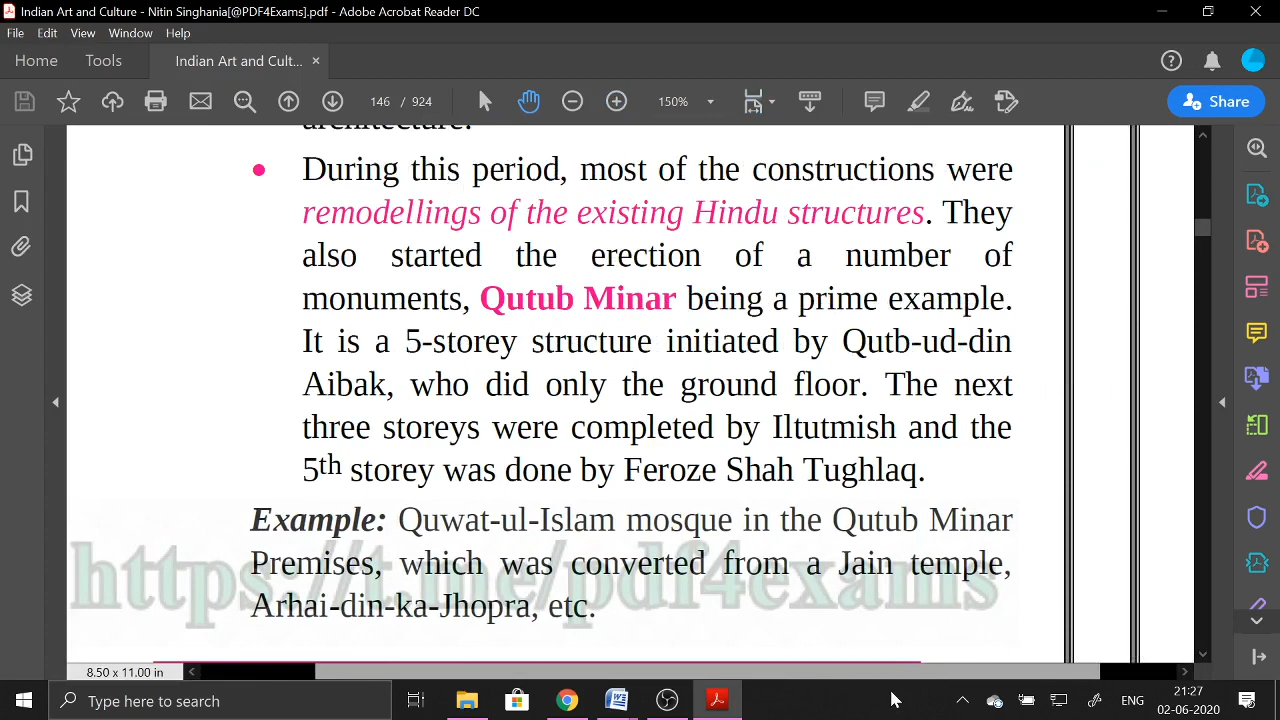 Indian Art and Culture - Nitin Singhania[@PDF4Exams].pdf - Adobe Acrobat Reader DC
File Edit View Window Help
Home Tools Indian Art and Cult... ×
146 / 924 150% Share
architecture.
During this period, most of the constructions were
remodellings of the existing Hindu structures. They
also started the erection of a number of
monuments, Qutub Minar being a prime example.
It is a 5-storey structure initiated by Qutb-ud-din
Aibak, who did only the ground floor. The next
three storeys were completed by Iltutmish and the
5th storey was done by Feroze Shah Tughlaq.
Example: Quwat-ul-Islam mosque in the Qutub Minar
Premises, which was converted from a Jain temple,
Arhai-din-ka-Jhopra, etc.
https://t.me/pdf4exams
8.50 x 11.00 in
Type here to search
ENG
21:27
02-06-2020